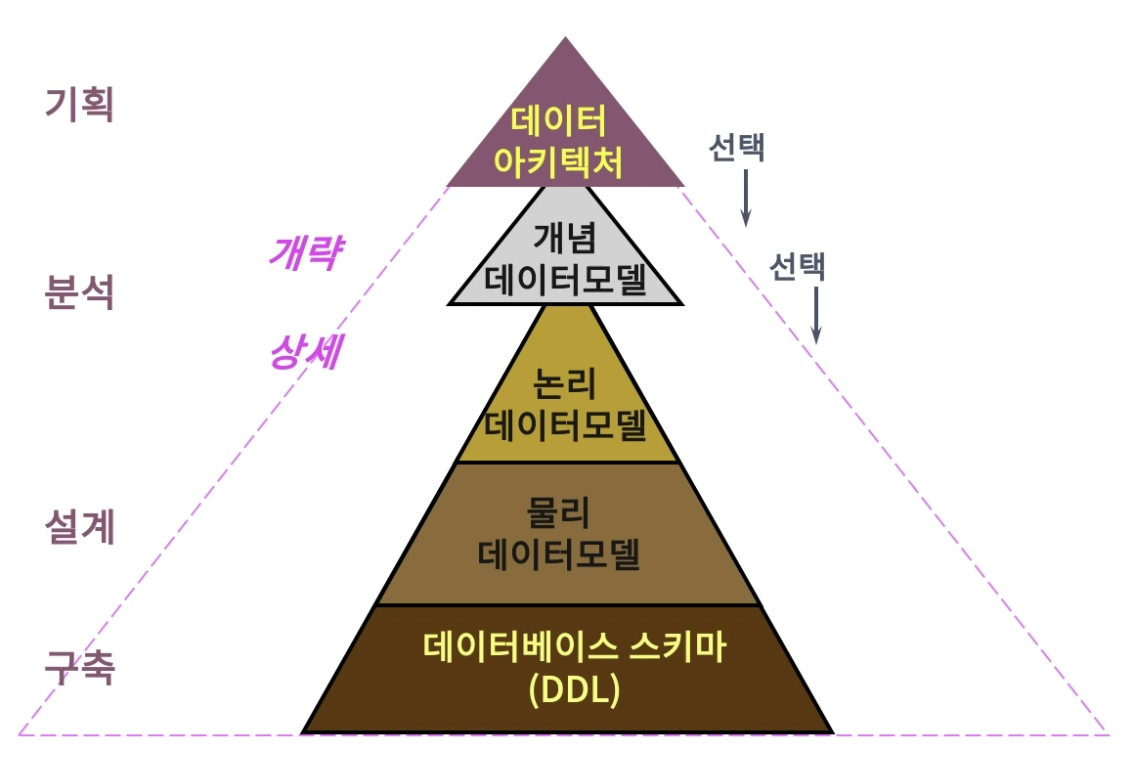 기획
데이터
아키텍처
선택
개략
개념
데이터모델
선택
분석
상세
논리
데이터모델
설계
물리
데이터모델
구축
데이터베이스 스키마
(DDL)